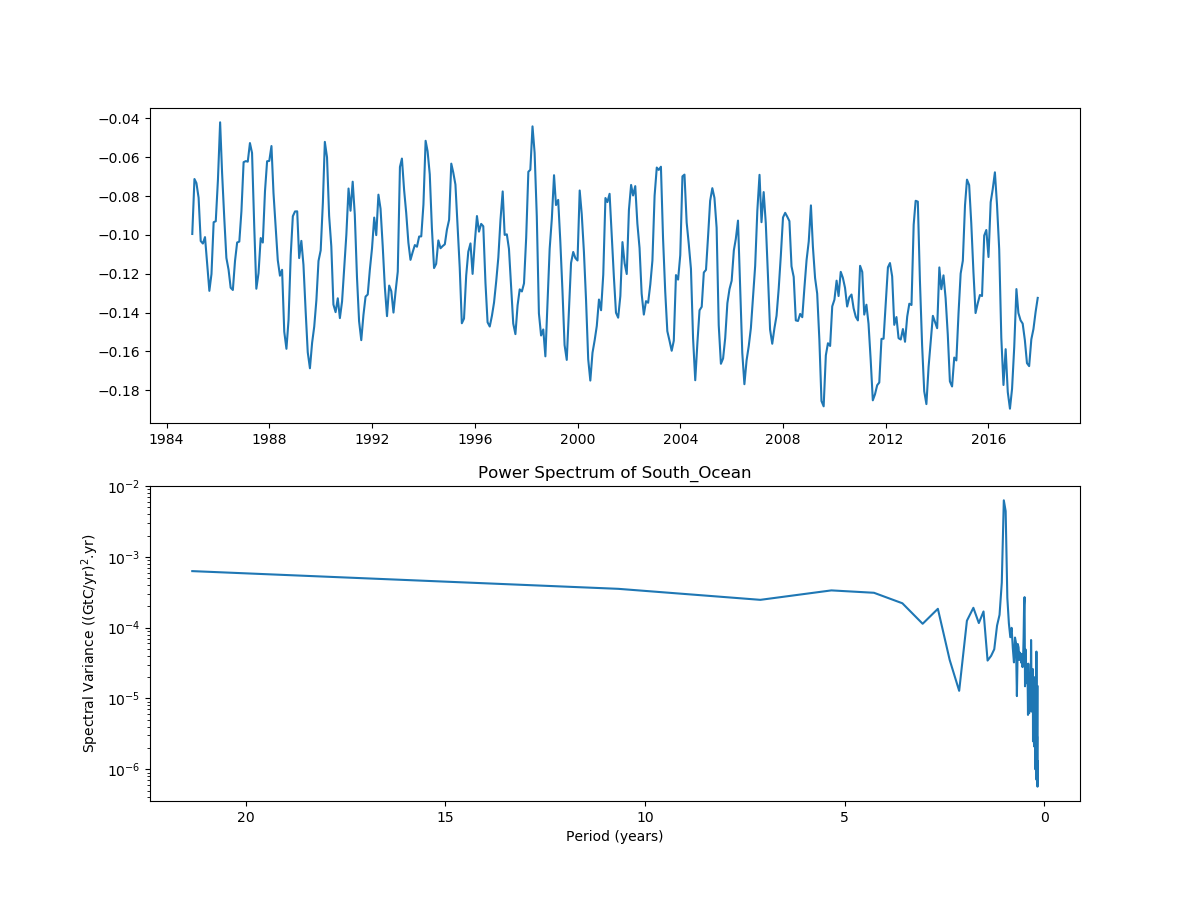 −0.04
−0.06
−0.08
−0.10
−0.12
−0.14
−0.16
−0.18
1984 1988 1992 1996 2000 2004 2008 2012 2016
Power Spectrum of South_Ocean
10⁻²
10⁻³
10⁻⁴
10⁻⁵
10⁻⁶
Spectral Variance ((GtC/yr)².yr)
20 15 10 5 0
Period (years)